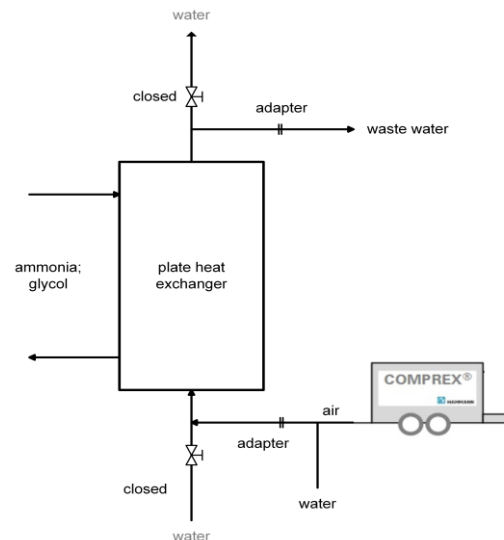 water
closed
adapter
waste water
ammonia;
glycol
plate heat
exchanger
COMPREX®
air
adapter
water
closed
water